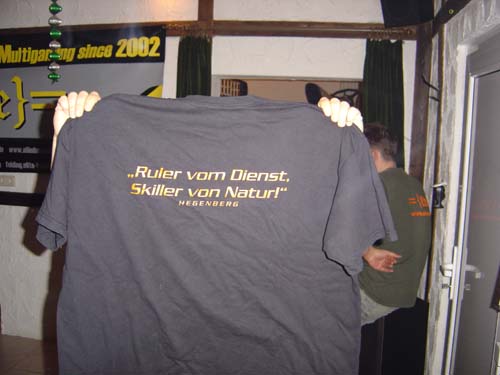 Multigaming since 2002
e}=
„Ruler vom Dienst,
Skiller von Natur!“
HEGENBERG